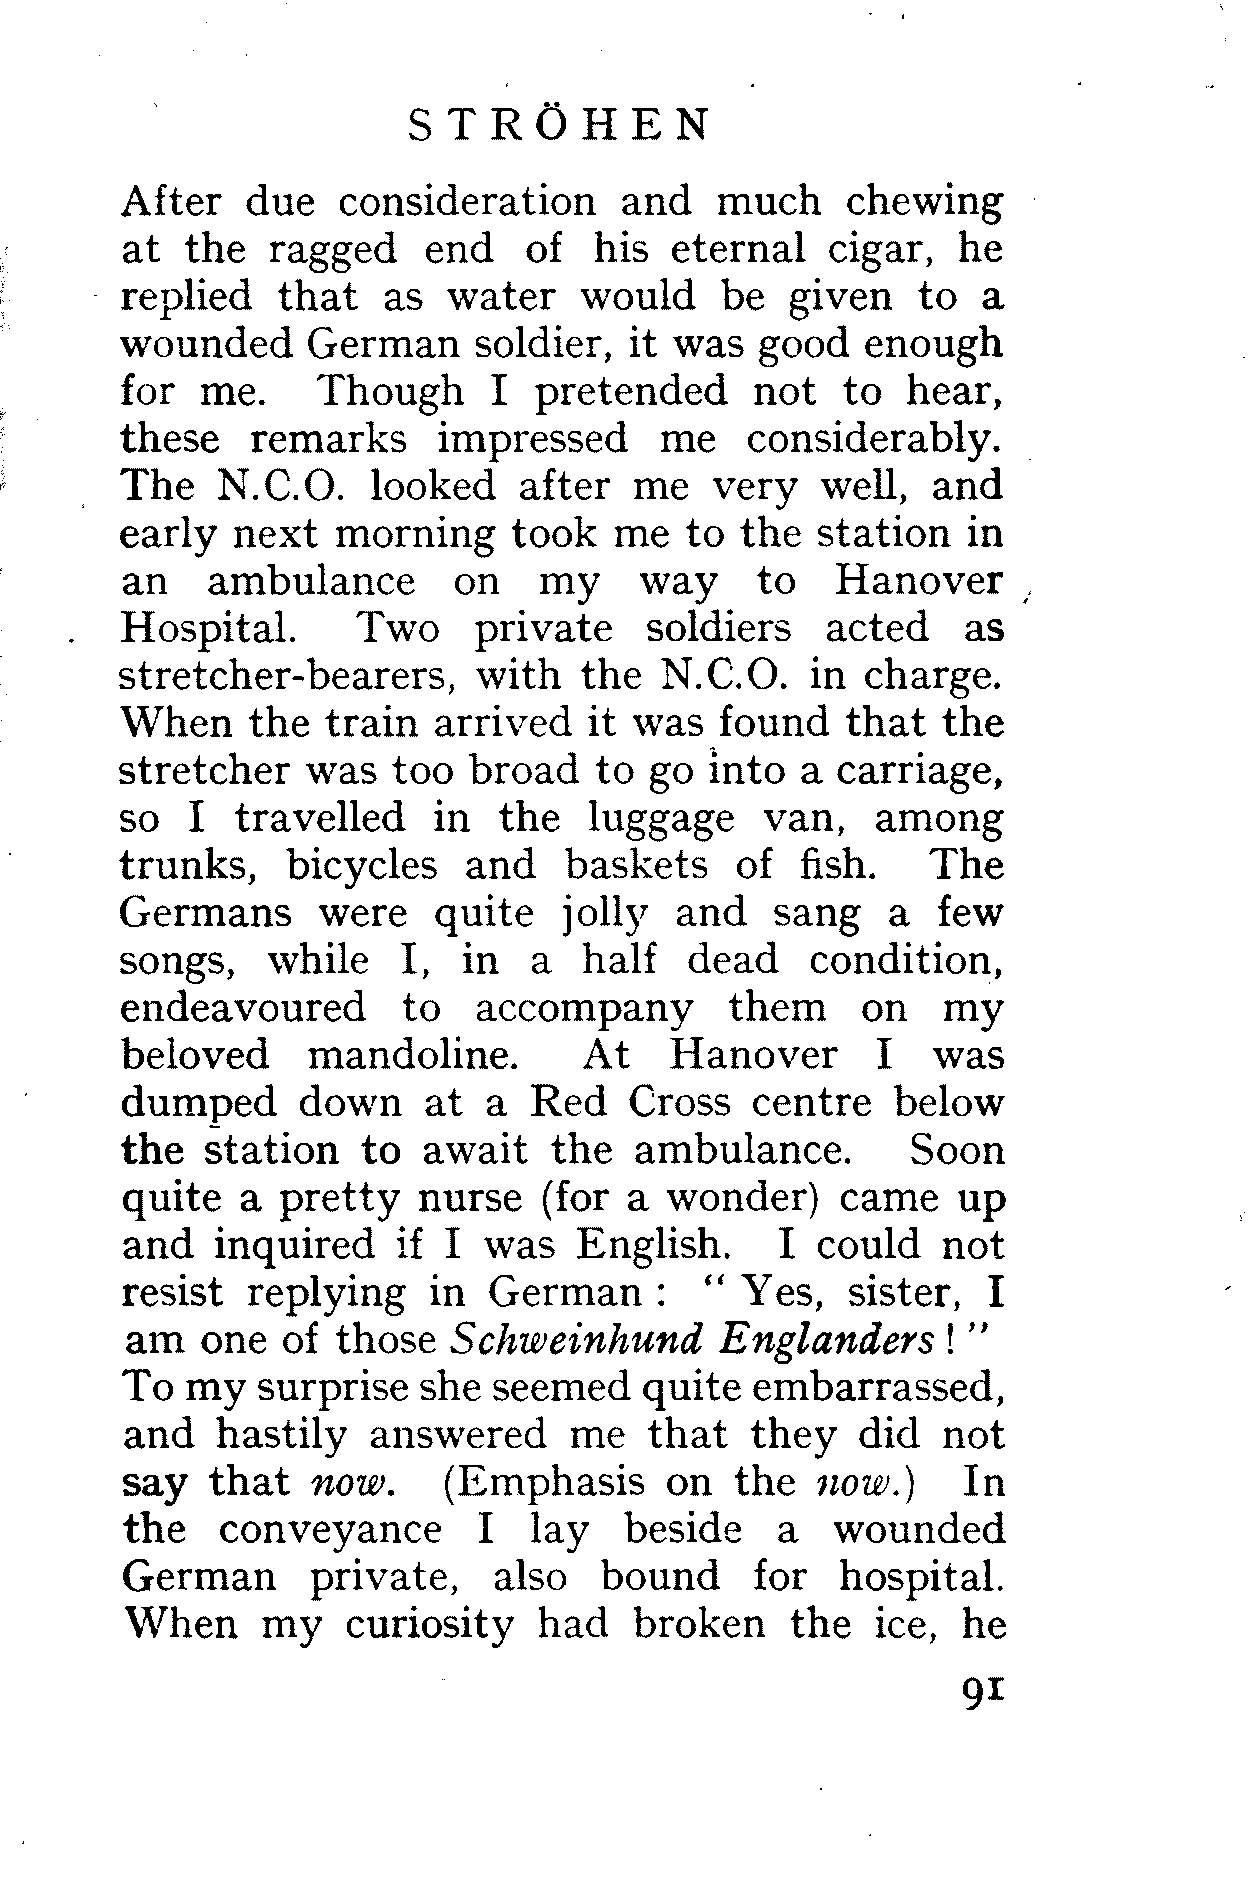 STRÖHEN
After due consideration and much chewing
at the ragged end of his eternal cigar, he
replied that as water would be given to a
wounded German soldier, it was good enough
for me. Though I pretended not to hear,
these remarks impressed me considerably.
The N.C.O. looked after me very well, and
early next morning took me to the station in
an ambulance on my way to Hanover
Hospital. Two private soldiers acted as
stretcher-bearers, with the N.C.O. in charge.
When the train arrived it was found that the
stretcher was too broad to go into a carriage,
so I travelled in the luggage van, among
trunks, bicycles and baskets of fish. The
Germans were quite jolly and sang a few
songs, while I, in a half dead condition,
endeavoured to accompany them on my
beloved mandoline. At Hanover I was
dumped down at a Red Cross centre below
the station to await the ambulance. Soon
quite a pretty nurse (for a wonder) came up
and inquired if I was English. I could not
resist replying in German : “ Yes, sister, I
am one of those Schweinhund Englanders ! ”
To my surprise she seemed quite embarrassed,
and hastily answered me that they did not
say that now. (Emphasis on the now.) In
the conveyance I lay beside a wounded
German private, also bound for hospital.
When my curiosity had broken the ice, he
91